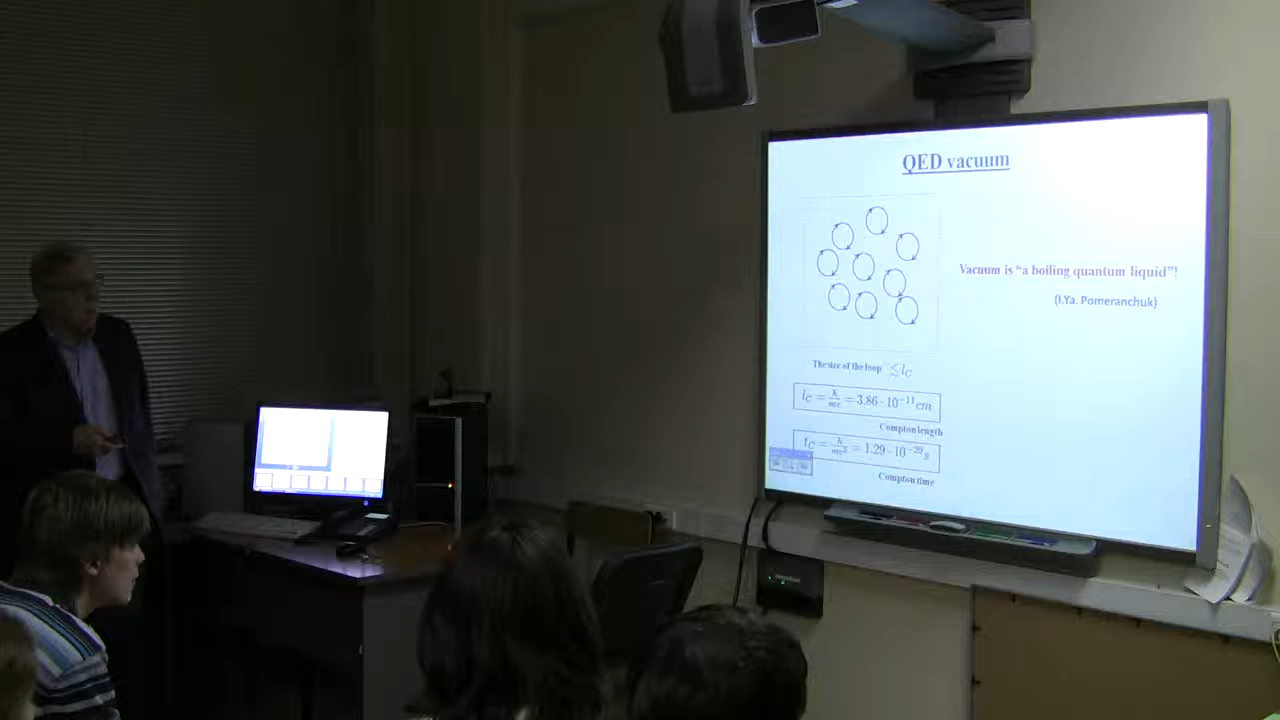 QED vacuum
Vacuum is “a boiling quantum liquid”!
(I.Ya. Pomeranchuk)
The size of the loop ≲ l_C
l_C = ħ/mc = 3.86 · 10^−11 cm
Compton length
t_C = ħ/mc² = 1.29 · 10^−20 s
Compton time